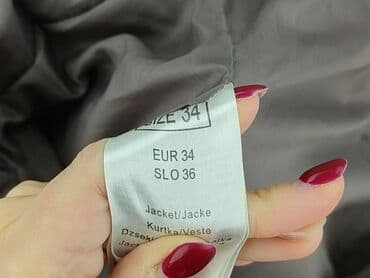 SIZE 34
EUR 34
SLO 36
Jacket/Jacke
Kurtka/Veste